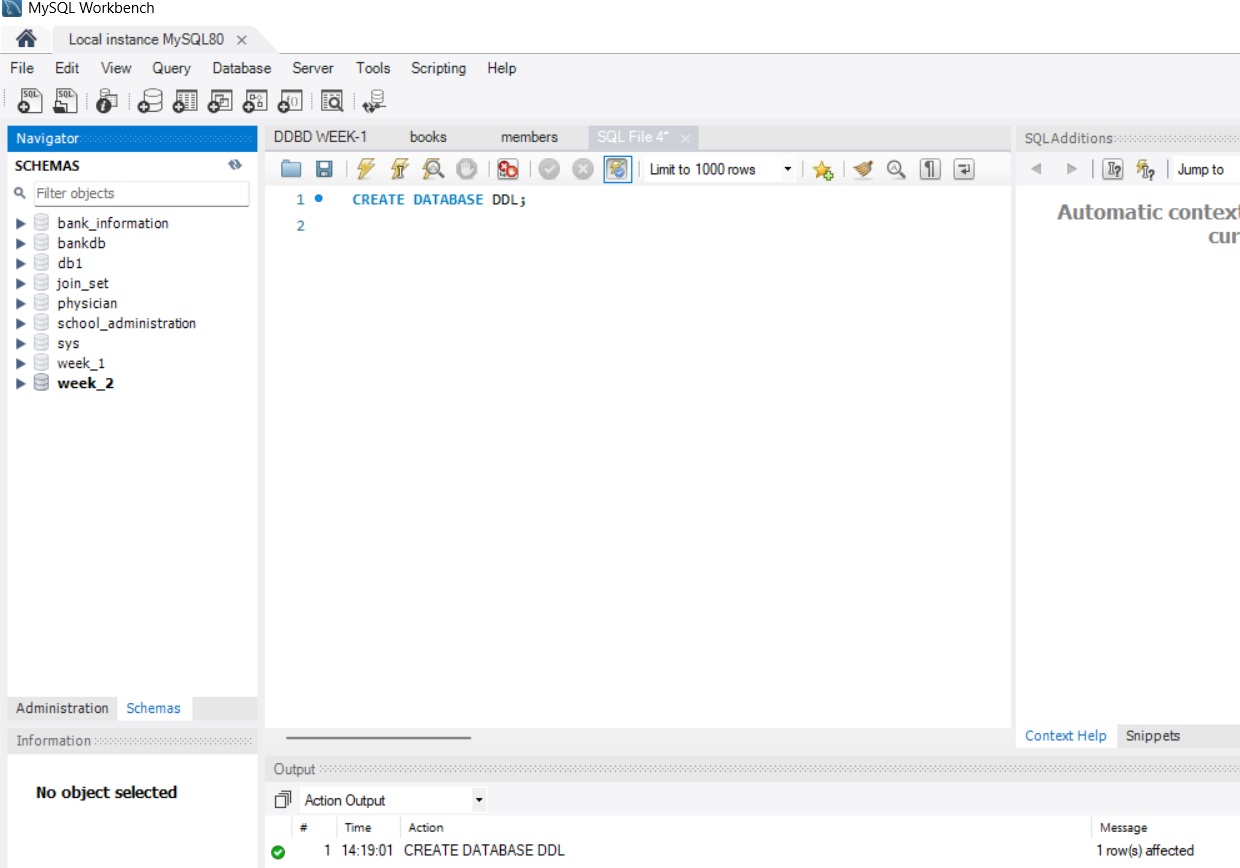 MySQL Workbench
Local instance MySQL80
File Edit View Query Database Server Tools Scripting Help
Navigator
SCHEMAS
Filter objects
bank_information
bankdb
db1
join_set
physician
school_administration
sys
week_1
week_2
Administration Schemas
Information
No object selected
DDBD WEEK-1 books members SQL File 4*
Limit to 1000 rows
1 CREATE DATABASE DDL;
2
SQLAdditions
Jump to
Automatic context
cur
Context Help Snippets
Output
Action Output
# Time Action Message
1 14:19:01 CREATE DATABASE DDL 1 row(s) affected